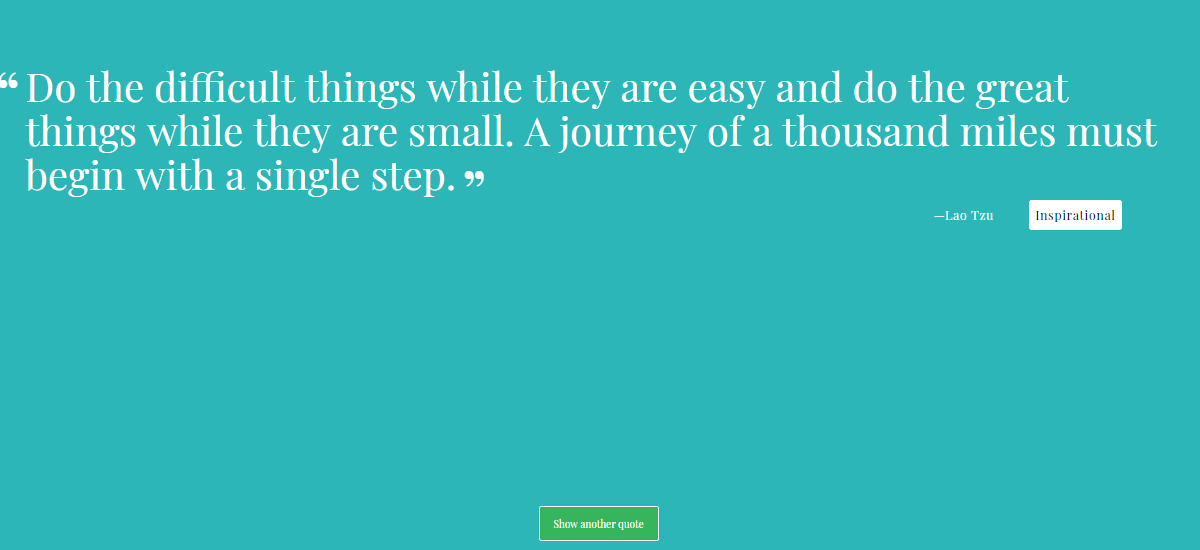 “ Do the difficult things while they are easy and do the great
things while they are small. A journey of a thousand miles must
begin with a single step. ”
—Lao Tzu Inspirational
Show another quote